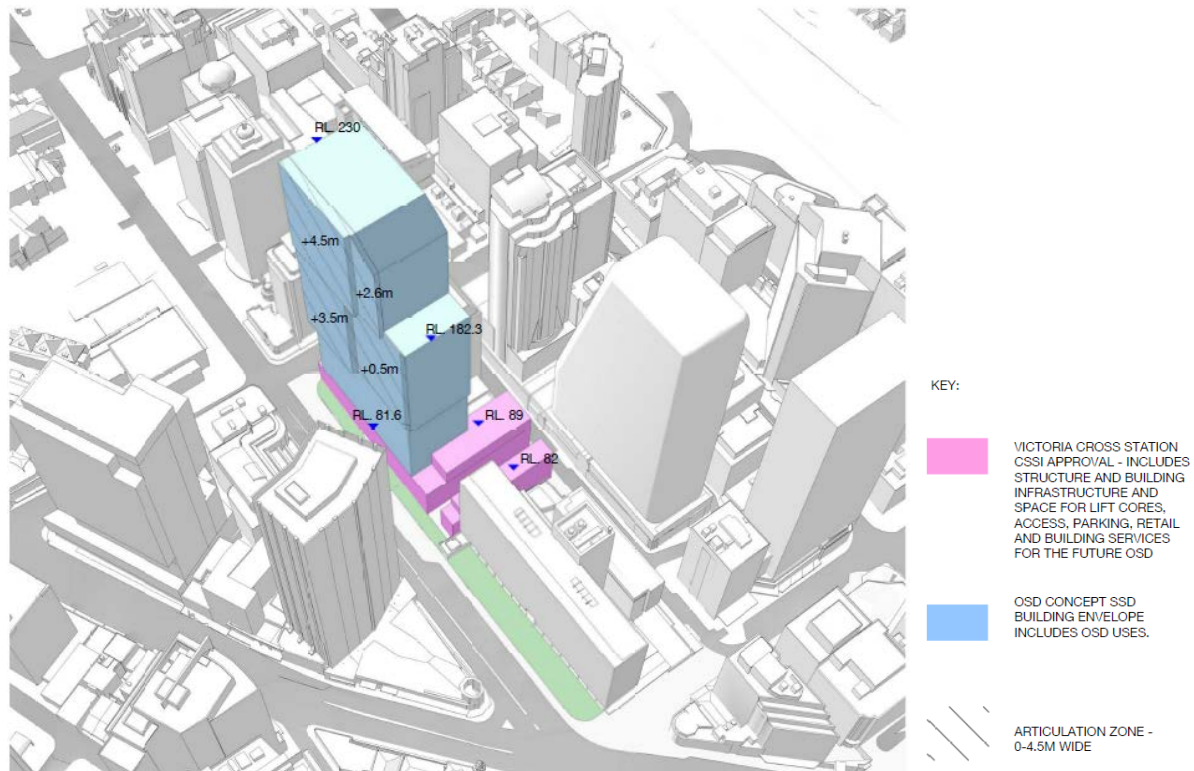 RL. 230
+4.5m
+2.6m
+3.5m
RL. 182.3
+0.5m
RL. 81.6
RL. 89
RL. 82
KEY:
VICTORIA CROSS STATION
CSSI APPROVAL - INCLUDES
STRUCTURE AND BUILDING
INFRASTRUCTURE AND
SPACE FOR LIFT CORES,
ACCESS, PARKING, RETAIL
AND BUILDING SERVICES
FOR THE FUTURE OSD
OSD CONCEPT SSD
BUILDING ENVELOPE
INCLUDES OSD USES.
ARTICULATION ZONE -
0-4.5M WIDE